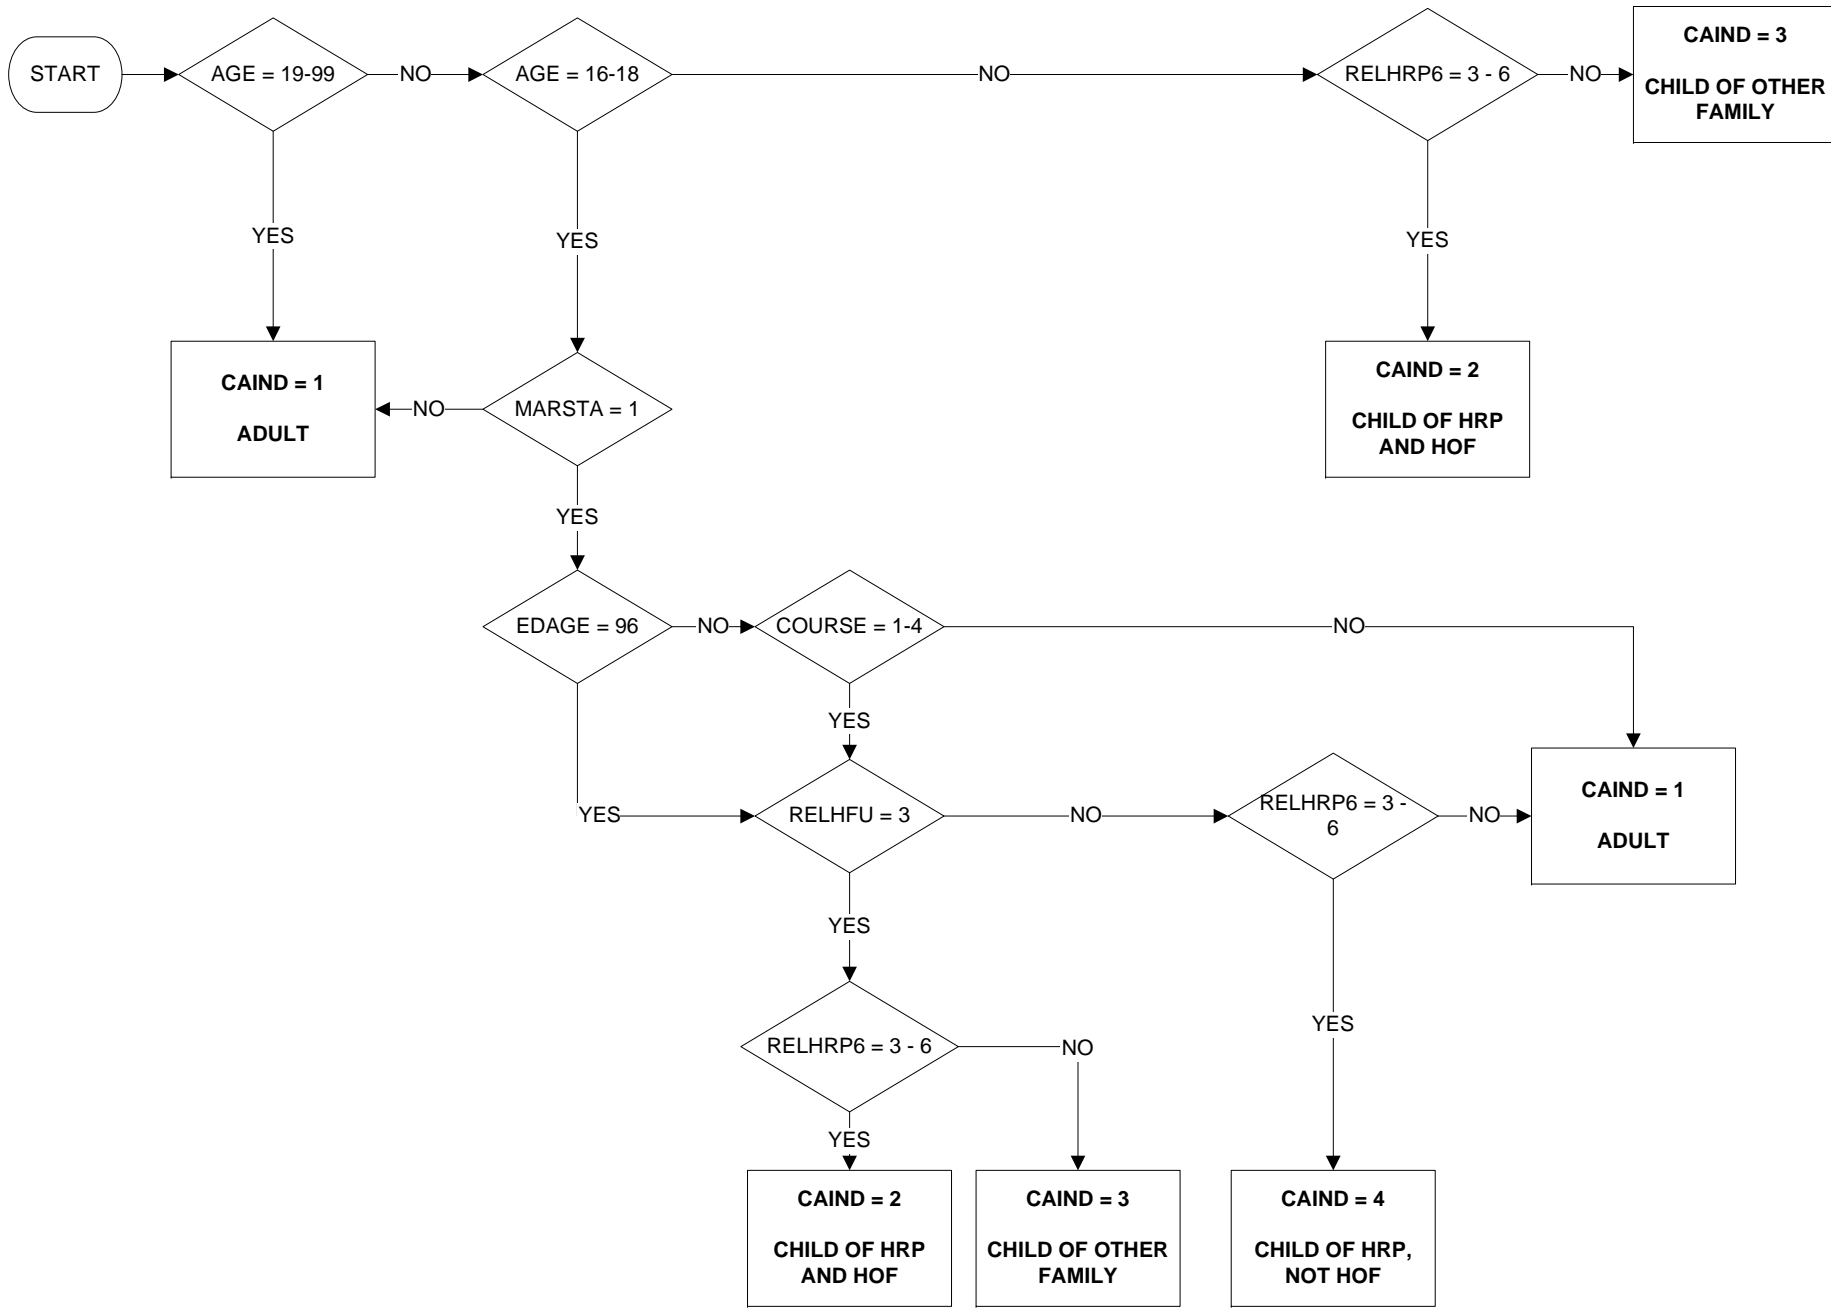 START
AGE = 19-99
NO
AGE = 16-18
NO
RELHRP6 = 3 - 6
NO
CAIND = 3
CHILD OF OTHER
FAMILY
YES
YES
YES
CAIND = 1
ADULT
NO
MARSTA = 1
CAIND = 2
CHILD OF HRP
AND HOF
YES
EDAGE = 96
NO
COURSE = 1-4
NO
YES
YES
RELHFU = 3
NO
RELHRP6 = 3 -
6
NO
CAIND = 1
ADULT
YES
YES
RELHRP6 = 3 - 6
NO
YES
CAIND = 2
CHILD OF HRP
AND HOF
CAIND = 3
CHILD OF OTHER
FAMILY
CAIND = 4
CHILD OF HRP,
NOT HOF